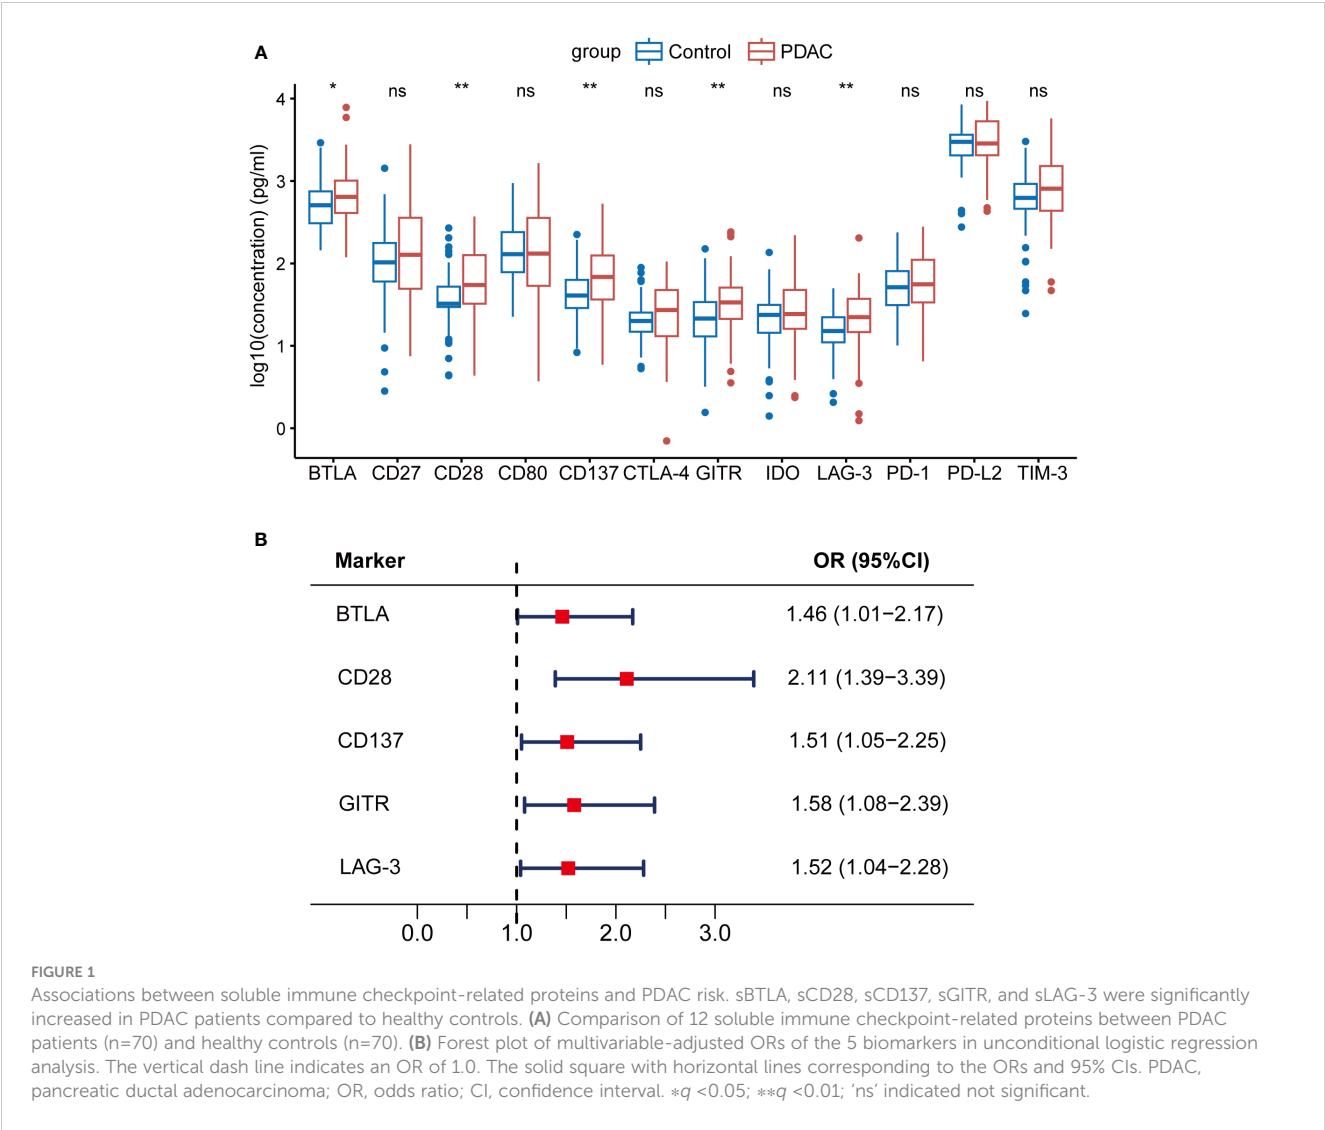 A
group Control PDAC
* ns ** ns ** ns ** ns ** ns ns ns
log10(concentration) (pg/ml)
4
3
2
1
0
BTLA CD27 CD28 CD80 CD137 CTLA-4 GITR IDO LAG-3 PD-1 PD-L2 TIM-3
B
Marker OR (95%CI)
BTLA 1.46 (1.01−2.17)
CD28 2.11 (1.39−3.39)
CD137 1.51 (1.05−2.25)
GITR 1.58 (1.08−2.39)
LAG-3 1.52 (1.04−2.28)
0.0 1.0 2.0 3.0
FIGURE 1
Associations between soluble immune checkpoint-related proteins and PDAC risk. sBTLA, sCD28, sCD137, sGITR, and sLAG-3 were significantly
increased in PDAC patients compared to healthy controls. (A) Comparison of 12 soluble immune checkpoint-related proteins between PDAC
patients (n=70) and healthy controls (n=70). (B) Forest plot of multivariable-adjusted ORs of the 5 biomarkers in unconditional logistic regression
analysis. The vertical dash line indicates an OR of 1.0. The solid square with horizontal lines corresponding to the ORs and 95% CIs. PDAC,
pancreatic ductal adenocarcinoma; OR, odds ratio; CI, confidence interval. *q <0.05; **q <0.01; ‘ns’ indicated not significant.